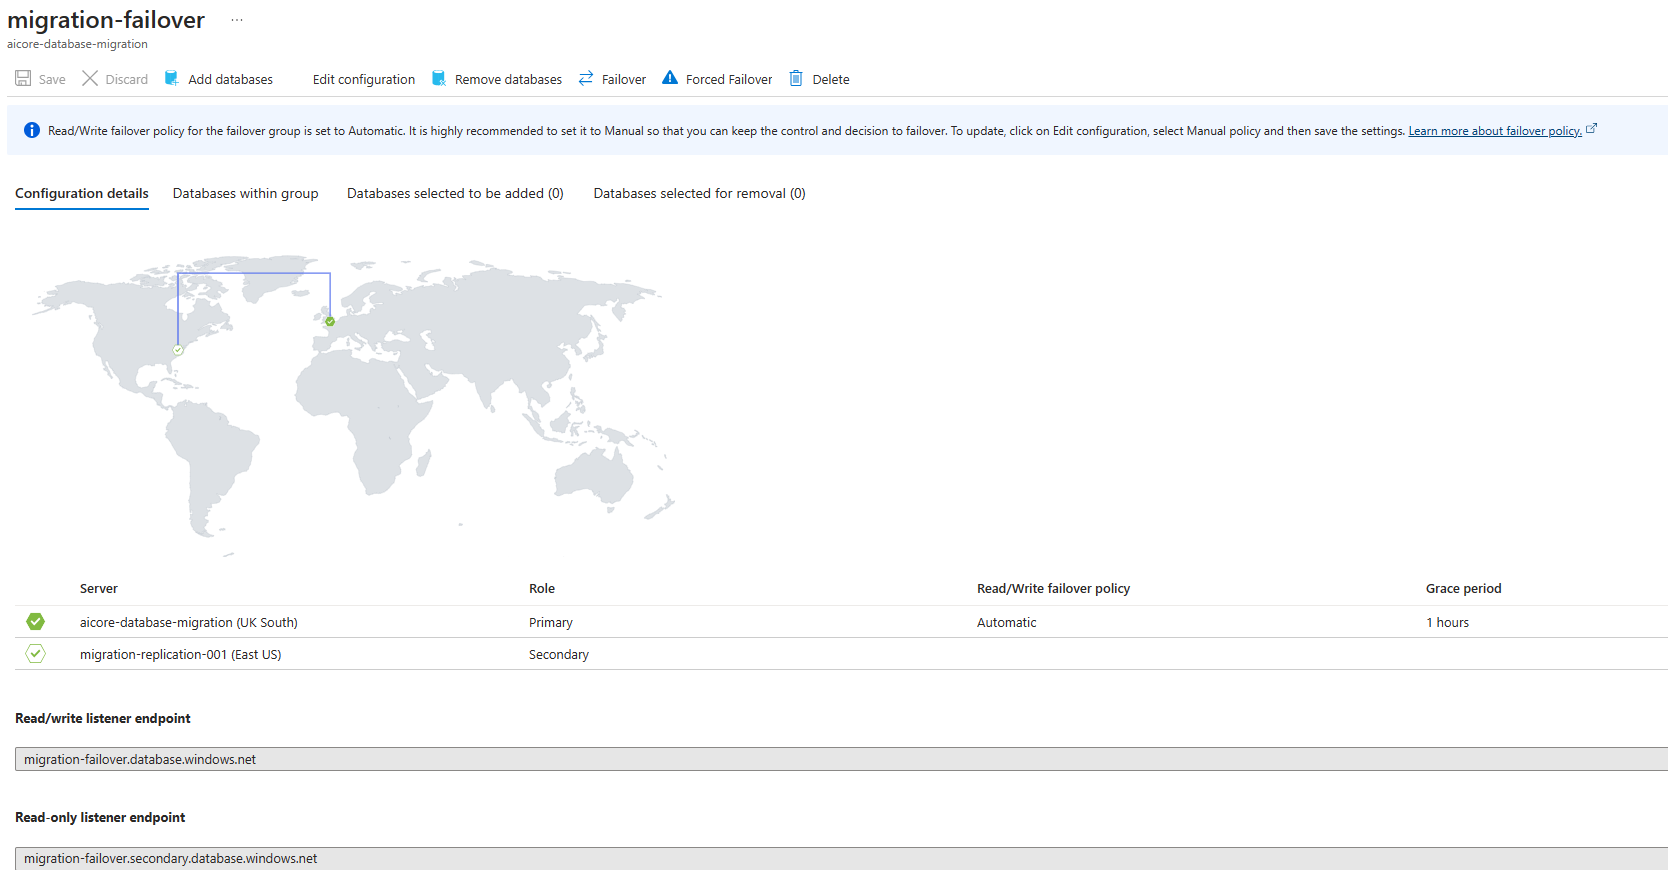 migration-failover ...
aicore-database-migration
Save Discard Add databases Edit configuration Remove databases Failover Forced Failover Delete
Read/Write failover policy for the failover group is set to Automatic. It is highly recommended to set it to Manual so that you can keep the control and decision to failover. To update, click on Edit configuration, select Manual policy and then save the settings. Learn more about failover policy.
Configuration details Databases within group Databases selected to be added (0) Databases selected for removal (0)
Server Role Read/Write failover policy Grace period
aicore-database-migration (UK South) Primary Automatic 1 hours
migration-replication-001 (East US) Secondary
Read/write listener endpoint
migration-failover.database.windows.net
Read-only listener endpoint
migration-failover.secondary.database.windows.net